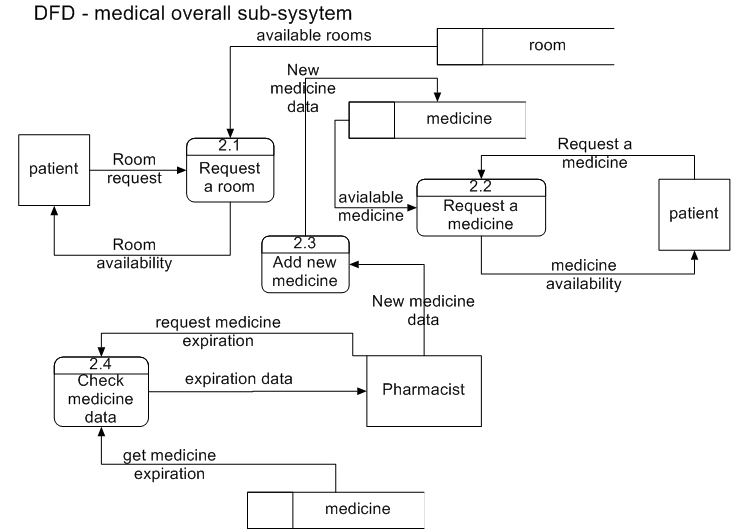 DFD - medical overall sub-sysytem
available rooms
room
New
medicine
data
medicine
2.1
Request
a room
patient
Room
request
Request a
medicine
2.2
Request a
medicine
avialable
medicine
patient
Room
availability
2.3
Add new
medicine
medicine
availability
New medicine
data
request medicine
expiration
2.4
Check
medicine
data
expiration data
Pharmacist
get medicine
expiration
medicine